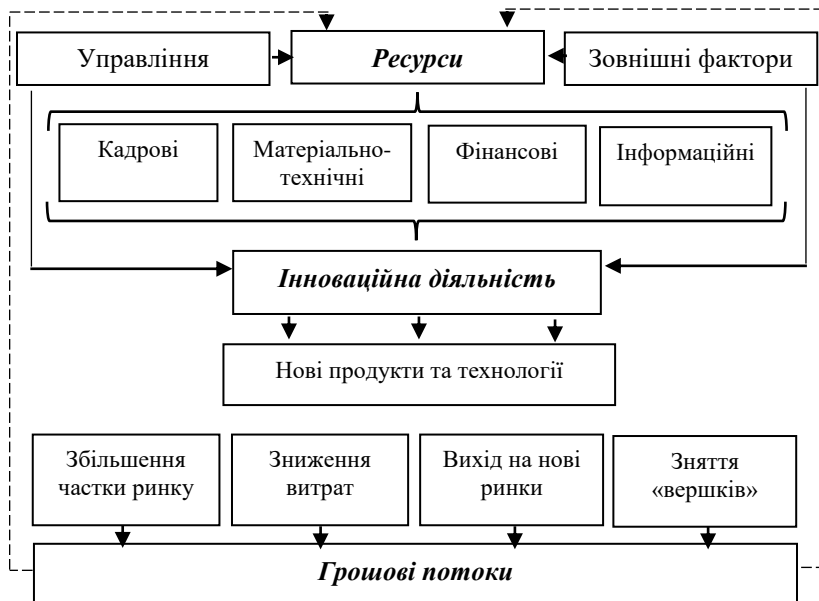 Управління
Ресурси
Зовнішні фактори
Кадрові
Матеріально-
технічні
Фінансові
Інформаційні
Інноваційна діяльність
Нові продукти та технології
Збільшення
частки ринку
Зниження
витрат
Вихід на нові
ринки
Зняття
«вершків»
Грошові потоки